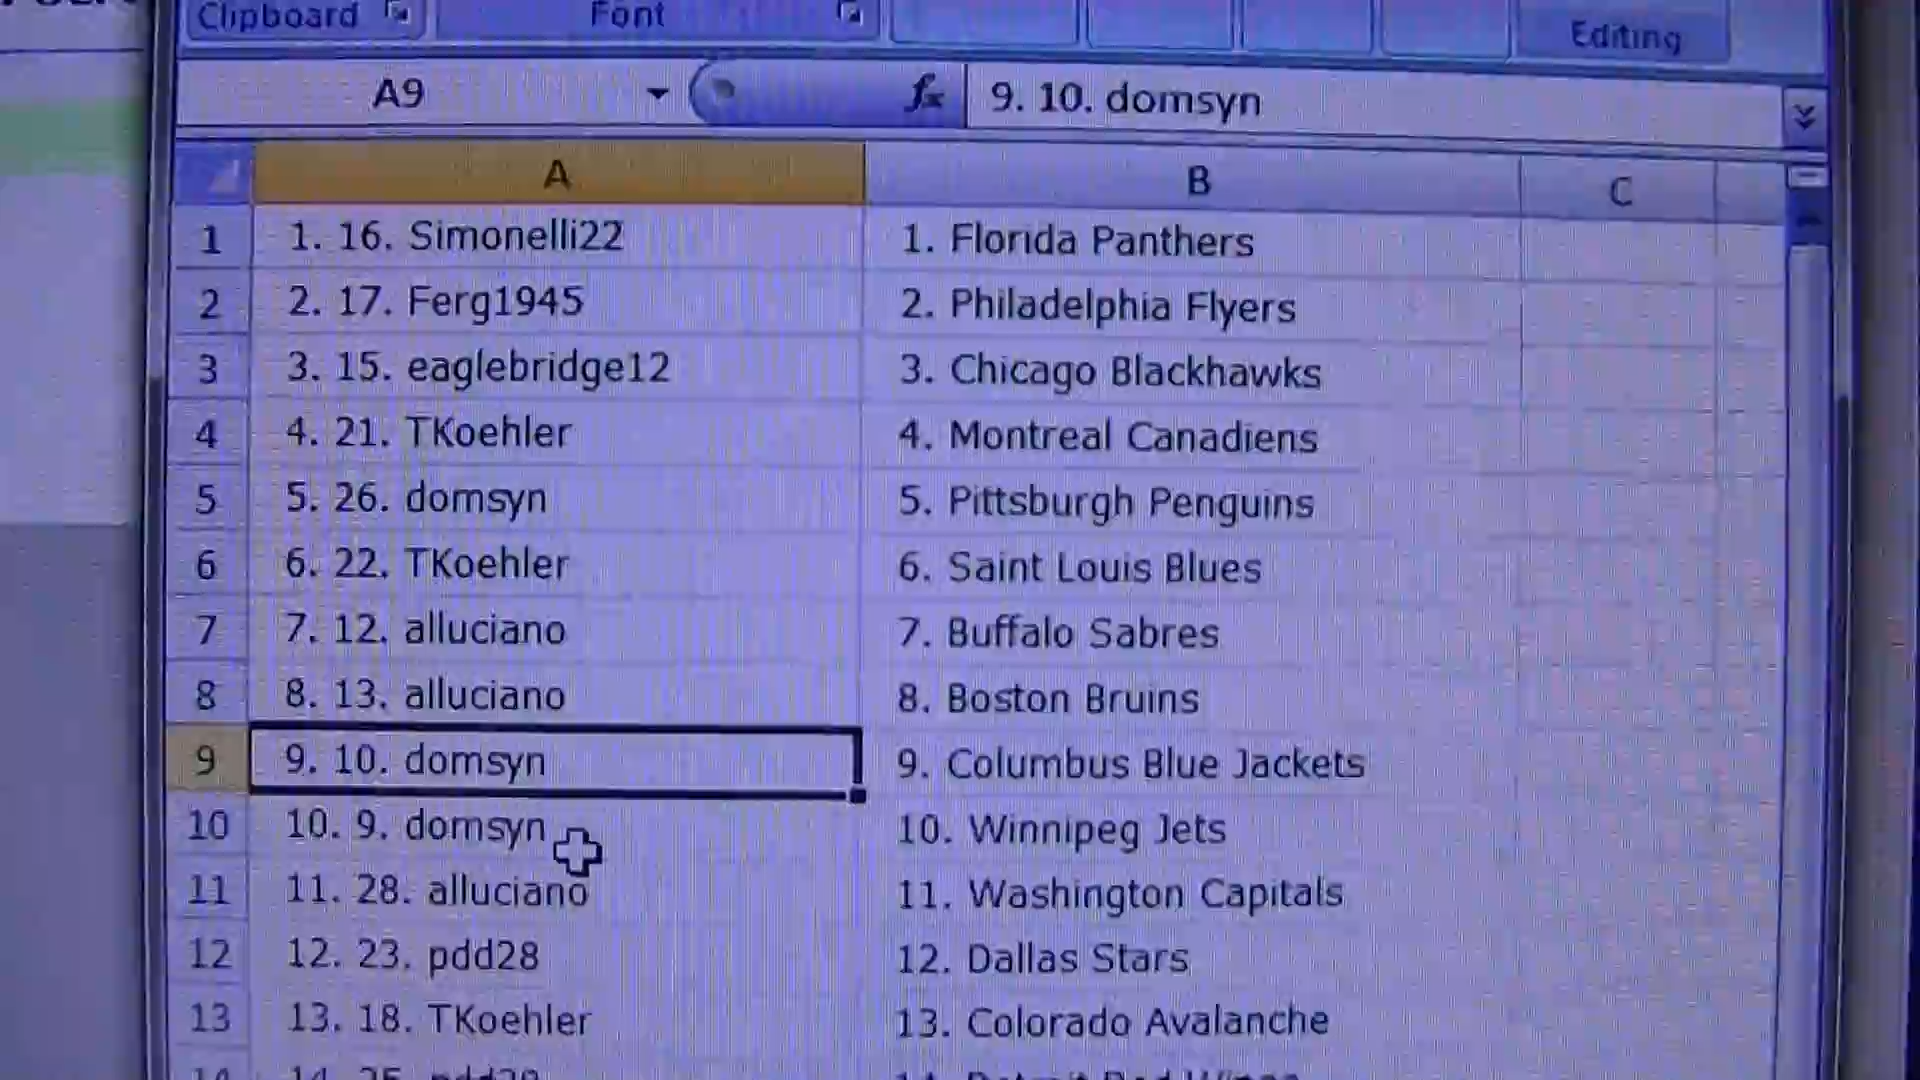 Clipboard Font Editing
A9 fx 9. 10. domsyn
A B C
1 1. 16. Simonelli22 1. Florida Panthers
2 2. 17. Ferg1945 2. Philadelphia Flyers
3 3. 15. eaglebridge12 3. Chicago Blackhawks
4 4. 21. TKoehler 4. Montreal Canadiens
5 5. 26. domsyn 5. Pittsburgh Penguins
6 6. 22. TKoehler 6. Saint Louis Blues
7 7. 12. alluciano 7. Buffalo Sabres
8 8. 13. alluciano 8. Boston Bruins
9 9. 10. domsyn 9. Columbus Blue Jackets
10 10. 9. domsyn 10. Winnipeg Jets
11 11. 28. alluciano 11. Washington Capitals
12 12. 23. pdd28 12. Dallas Stars
13 13. 18. TKoehler 13. Colorado Avalanche